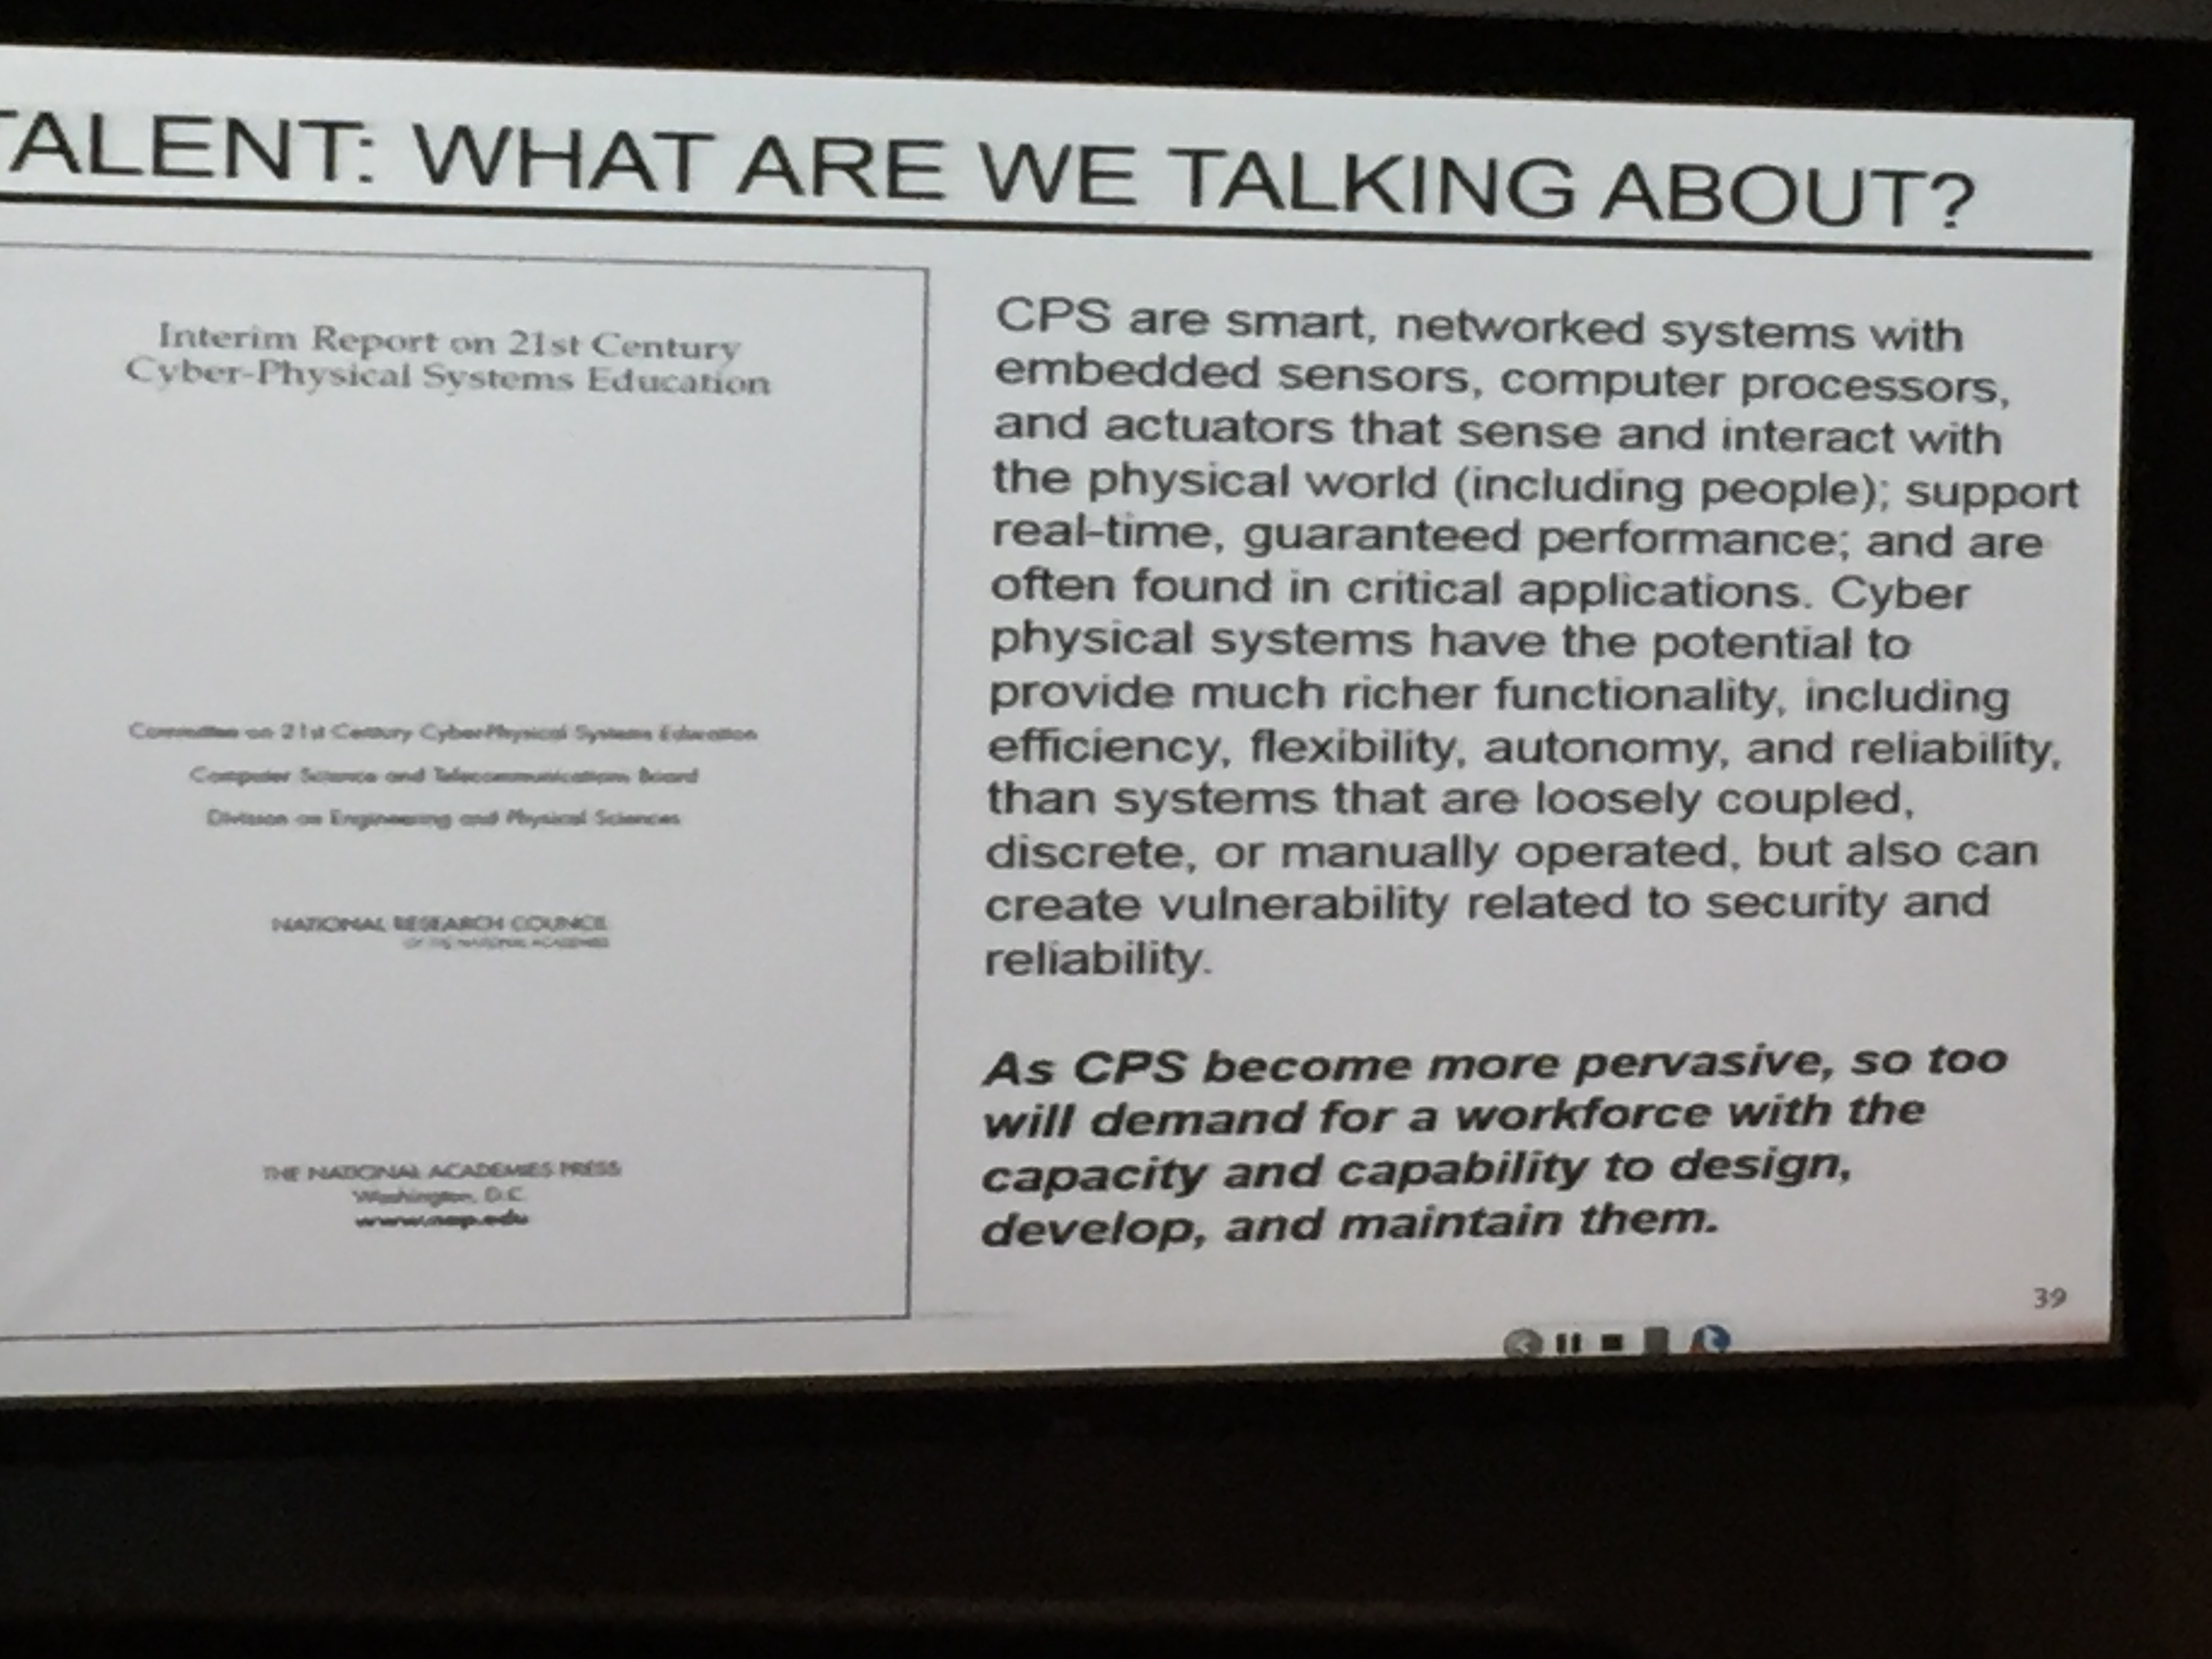 TALENT: WHAT ARE WE TALKING ABOUT?
Interim Report on 21st Century
Cyber-Physical Systems Education
Committee on 21st Century Cyber-Physical Systems Education
Computer Science and Telecommunications Board
Division on Engineering and Physical Sciences
NATIONAL RESEARCH COUNCIL
OF THE NATIONAL ACADEMIES
THE NATIONAL ACADEMIES PRESS
Washington, D.C.
www.nap.edu
CPS are smart, networked systems with
embedded sensors, computer processors,
and actuators that sense and interact with
the physical world (including people); support
real-time, guaranteed performance; and are
often found in critical applications. Cyber
physical systems have the potential to
provide much richer functionality, including
efficiency, flexibility, autonomy, and reliability,
than systems that are loosely coupled,
discrete, or manually operated, but also can
create vulnerability related to security and
reliability.
As CPS become more pervasive, so too
will demand for a workforce with the
capacity and capability to design,
develop, and maintain them.
39